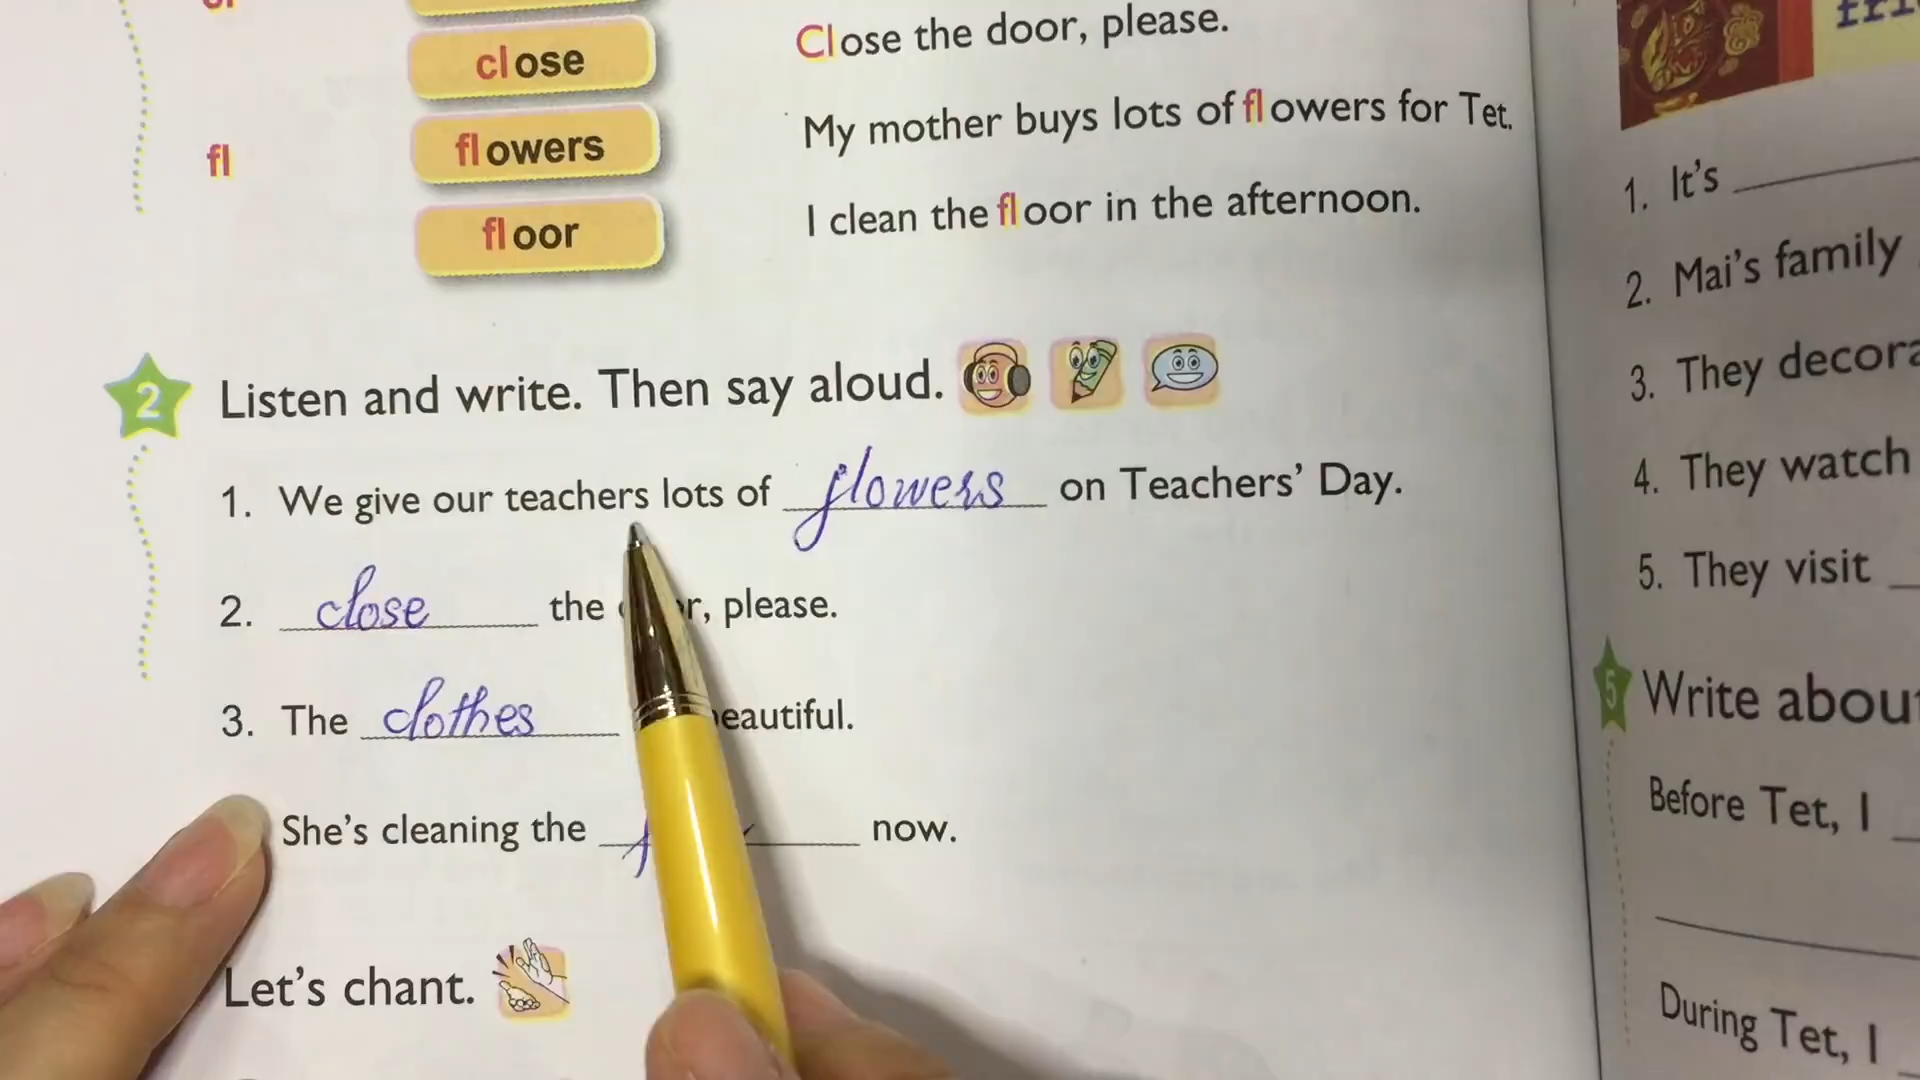 close
Close the door, please.
fl
flowers
My mother buys lots of flowers for Tet.
floor
I clean the floor in the afternoon.
2 Listen and write. Then say aloud.
1. We give our teachers lots of flowers on Teachers' Day.
2. close the please.
3. The clothes beautiful.
She's cleaning the now.
Let's chant.
1. It's
2. Mai's family
3. They
4. They watch
5. They visit
5 Write
Before Tet, I
During Tet, I